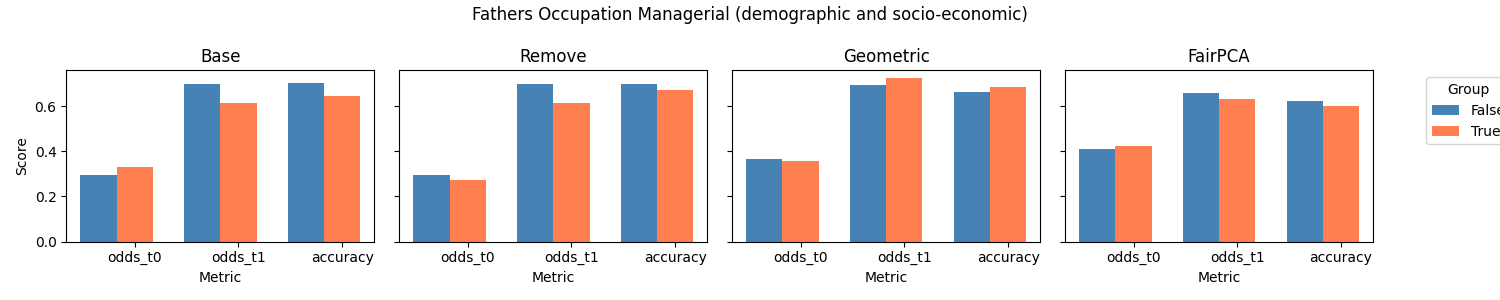 Fathers Occupation Managerial (demographic and socio-economic)
Base
Remove
Geometric
FairPCA
Score
0.6
0.4
0.2
0.0
odds_t0 odds_t1 accuracy
odds_t0 odds_t1 accuracy
odds_t0 odds_t1 accuracy
odds_t0 odds_t1 accuracy
Metric
Metric
Metric
Metric
Group
False
True